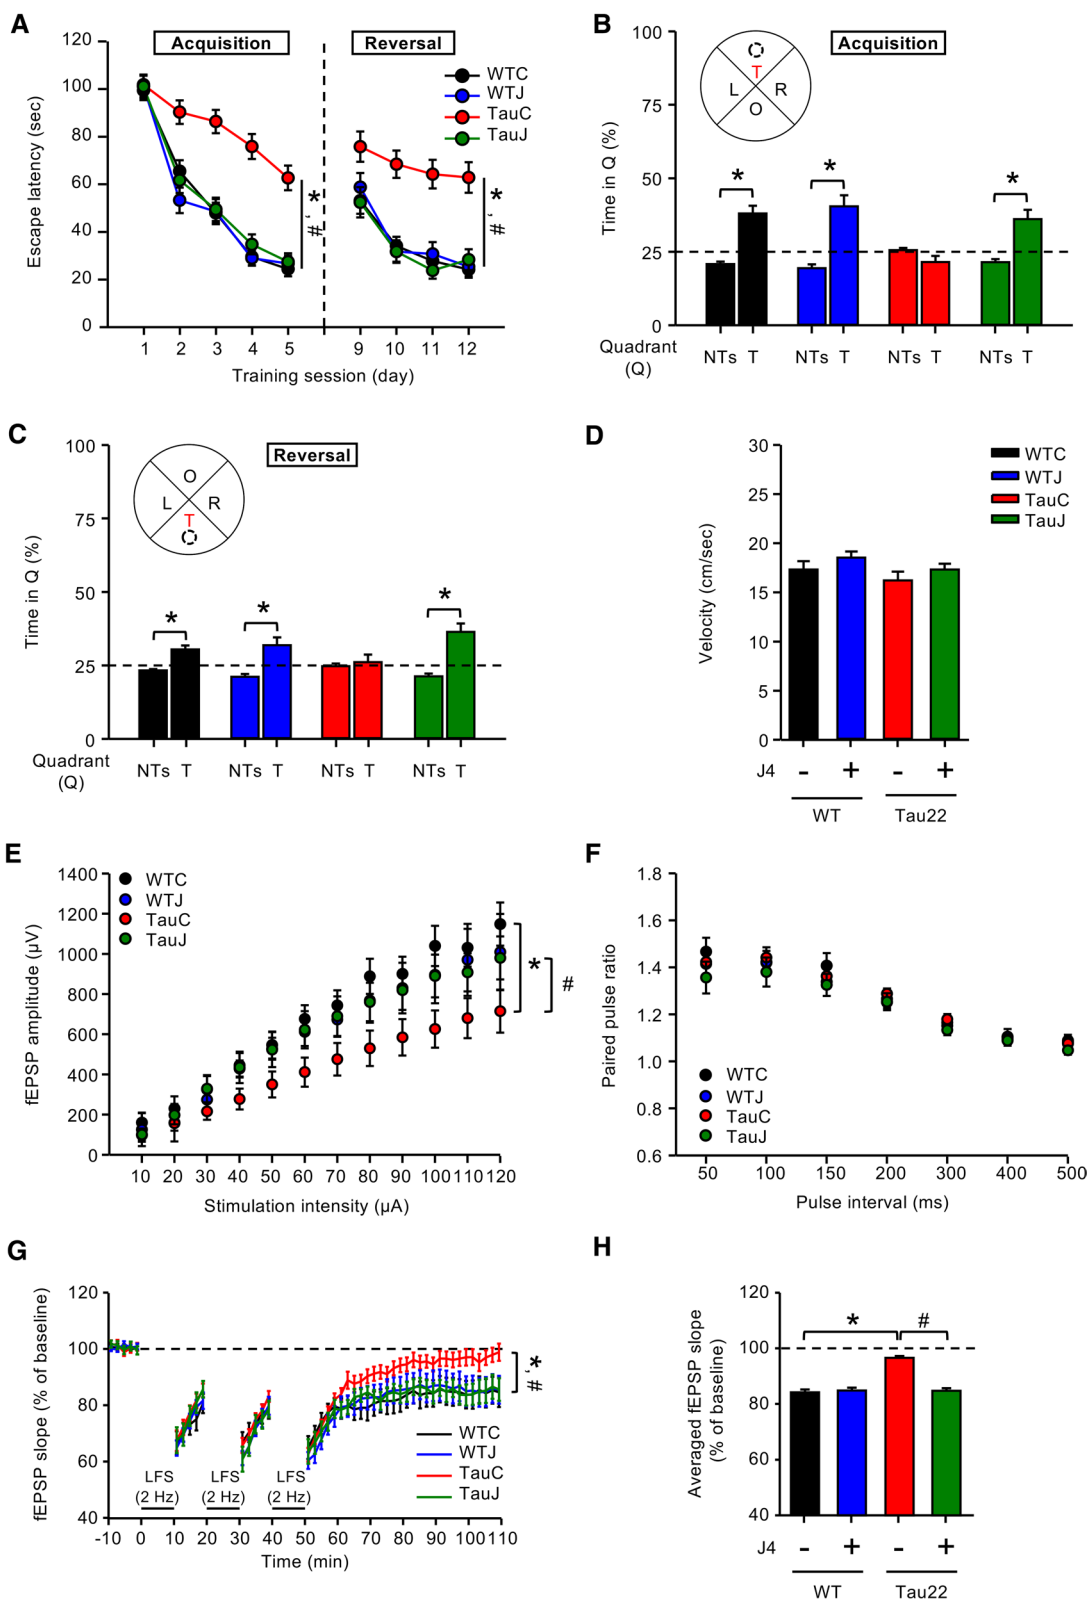 A
Acquisition
Reversal
Escape latency (sec)
120
100
80
60
40
20
0
WTC
WTJ
TauC
TauJ
*
,
#
*
,
#
1 2 3 4 5 9 10 11 12
Training session (day)
B
Acquisition
T
L R
O
Time in Q (%)
100
75
50
25
0
* * *
Quadrant
(Q)
NTs T NTs T NTs T NTs T
C
Reversal
O
L R
T
Time in Q (%)
100
75
50
25
0
* * *
Quadrant
(Q)
NTs T NTs T NTs T NTs T
D
Velocity (cm/sec)
30
25
20
15
10
5
0
WTC
WTJ
TauC
TauJ
J4 - + - +
WT Tau22
E
fEPSP amplitude (µV)
1400
1200
1000
800
600
400
200
0
WTC
WTJ
TauC
TauJ
* #
10 20 30 40 50 60 70 80 90 100 110 120
Stimulation intensity (µA)
F
Paired pulse ratio
1.8
1.6
1.4
1.2
1.0
0.8
0.6
WTC
WTJ
TauC
TauJ
50 100 150 200 300 400 500
Pulse interval (ms)
G
fEPSP slope (% of baseline)
120
100
80
60
40
*
,
#
WTC
WTJ
TauC
TauJ
LFS LFS LFS
(2 Hz) (2 Hz) (2 Hz)
-10 0 10 20 30 40 50 60 70 80 90 100 110
Time (min)
H
Averaged fEPSP slope
(% of baseline)
120
100
80
60
40
* #
J4 - + - +
WT Tau22